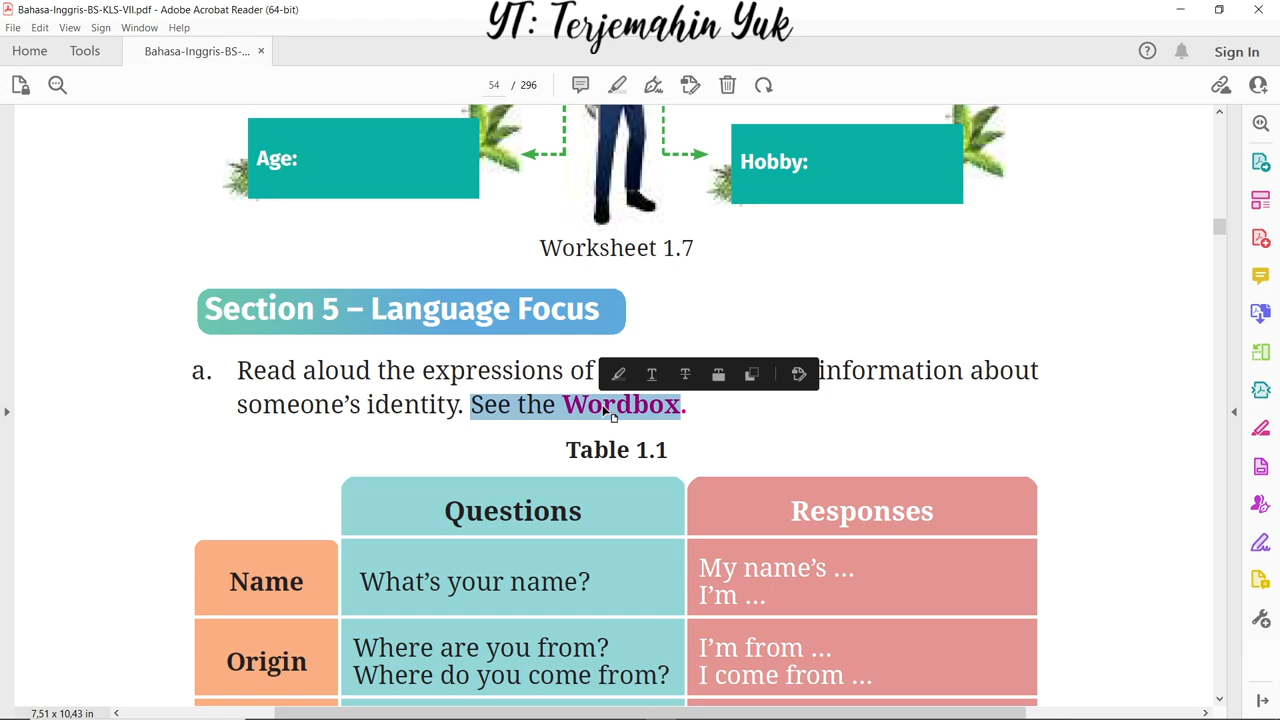 Bahasa-Inggris-BS-KLS-VII.pdf - Adobe Acrobat Reader (64-bit)
YT: Terjemahin Yuk
File Edit View Sign Window Help
Home Tools Bahasa-Inggris-BS-... × Sign In
54 / 296
Age:
Hobby:
Worksheet 1.7
Section 5 – Language Focus
a. Read aloud the expressions of information about
someone's identity. See the Wordbox.
Table 1.1
Questions Responses
Name What's your name? My name's ...
I'm ...
Origin Where are you from? I'm from ...
Where do you come from? I come from ...
7,51 x 10,43 in